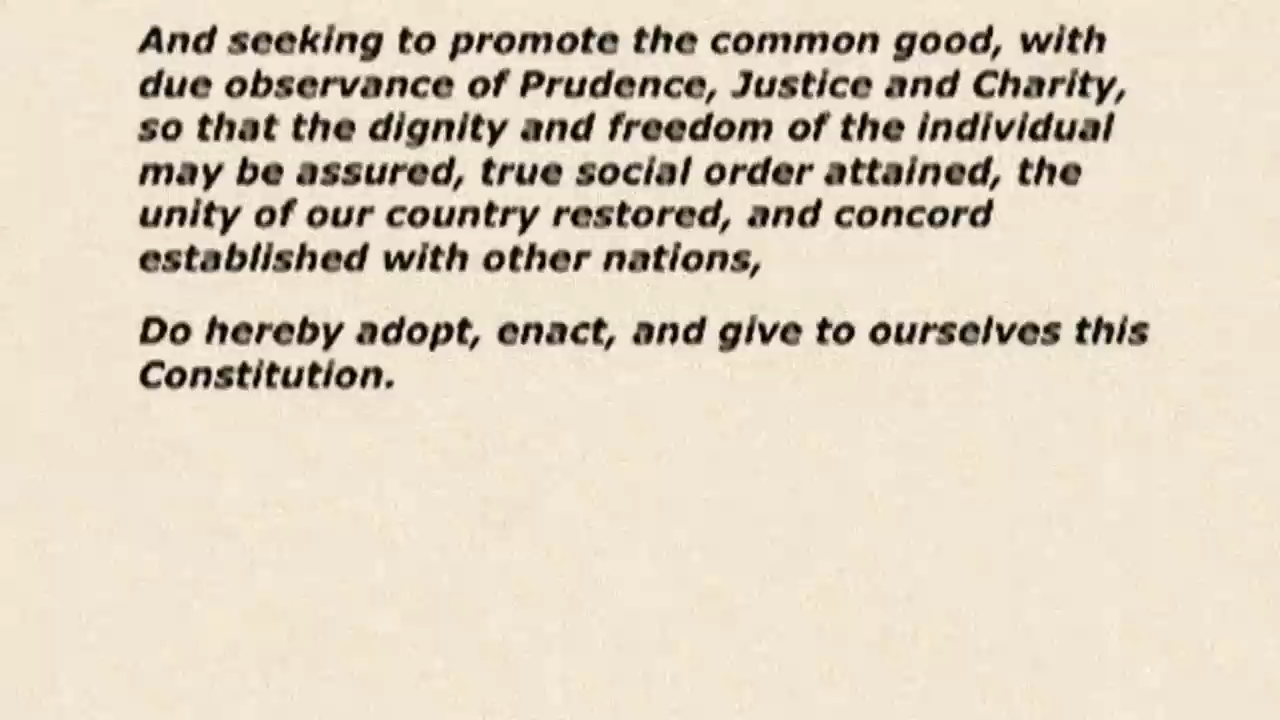 And seeking to promote the common good, with
due observance of Prudence, Justice and Charity,
so that the dignity and freedom of the individual
may be assured, true social order attained, the
unity of our country restored, and concord
established with other nations,
Do hereby adopt, enact, and give to ourselves this
Constitution.